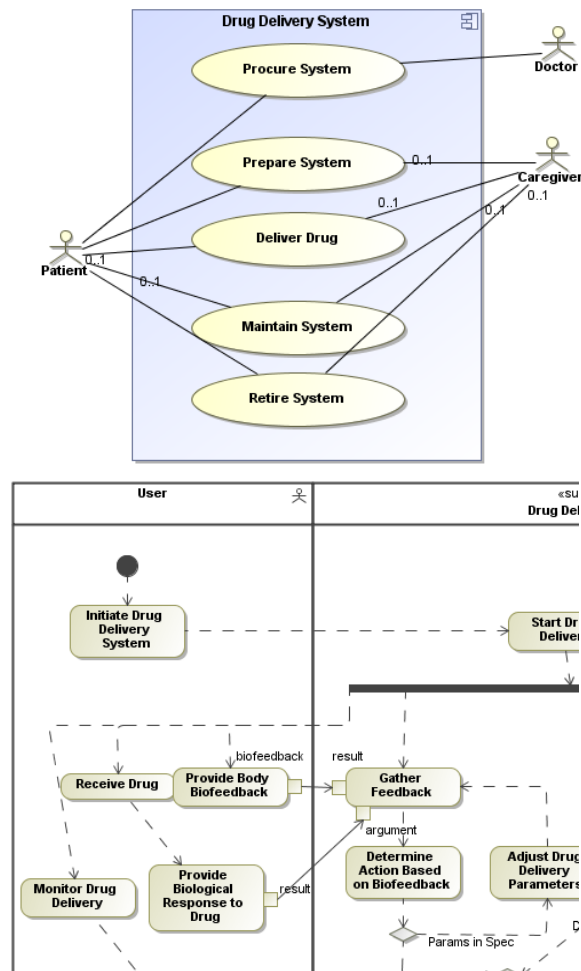 Drug Delivery System
Procure System
Doctor
Prepare System
0..1
Caregiver
0..1
0..1
0..1
Deliver Drug
Patient
0..1
0..1
Maintain System
Retire System
User
«su
Drug Del
Initiate Drug
Delivery
System
Start Dr
Deliver
biofeedback
result
Receive Drug
Provide Body
Biofeedback
Gather
Feedback
argument
Monitor Drug
Delivery
Provide
Biological
Response to
Drug
result
Determine
Action Based
on Biofeedback
Adjust Drug
Delivery
Parameters
Params in Spec
D